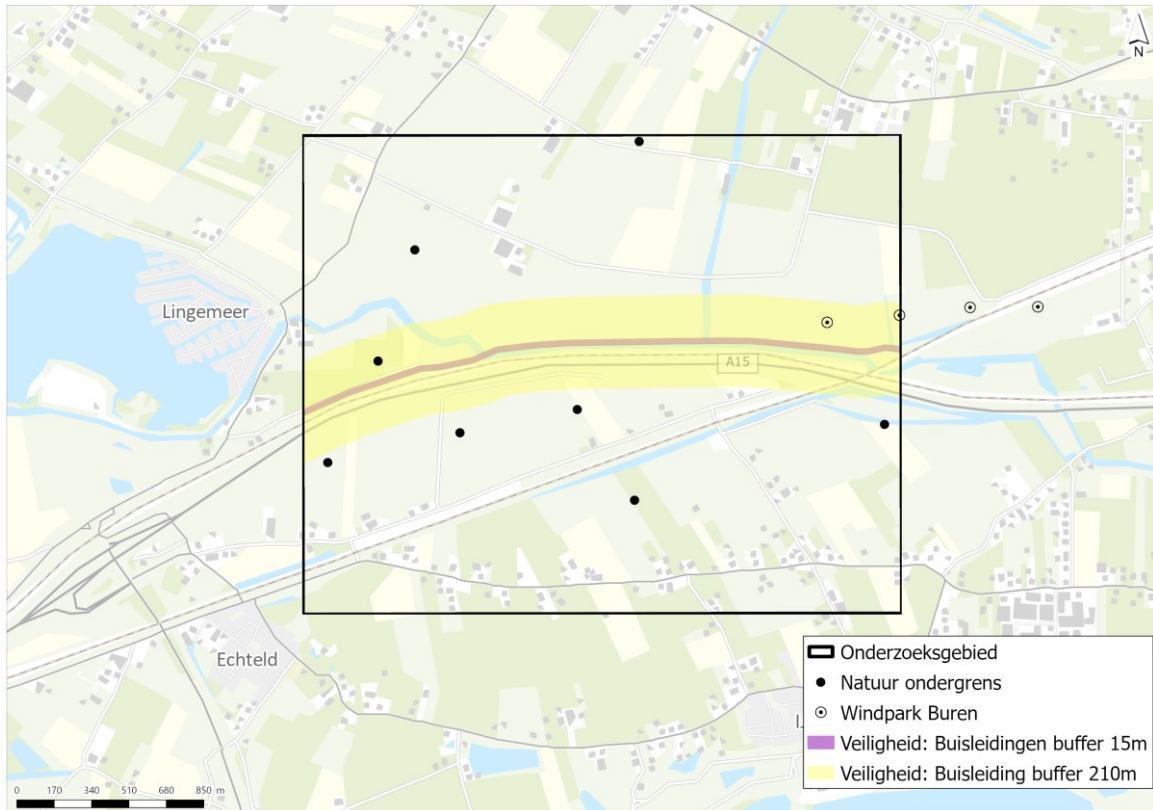 N
Lingemeer
A15
Echteld
Onderzoeksgebied
Natuur ondergrens
Windpark Buren
Veiligheid: Buisleidingen buffer 15m
Veiligheid: Buisleiding buffer 210m
0 170 340 510 680 850 m